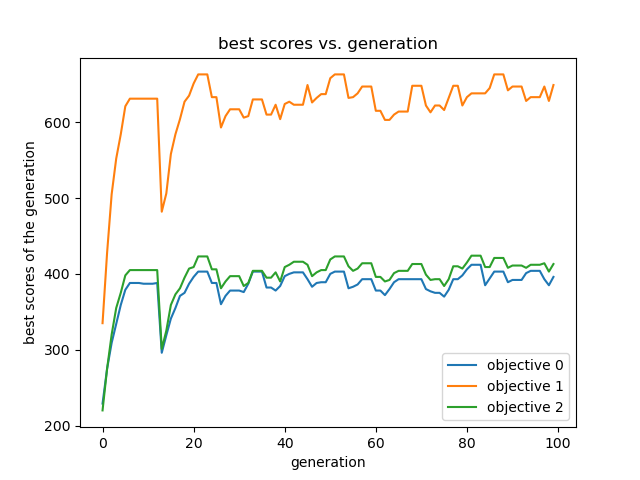 best scores vs. generation
best scores of the generation
600
500
400
300
200
0 20 40 60 80 100
generation
objective 0
objective 1
objective 2